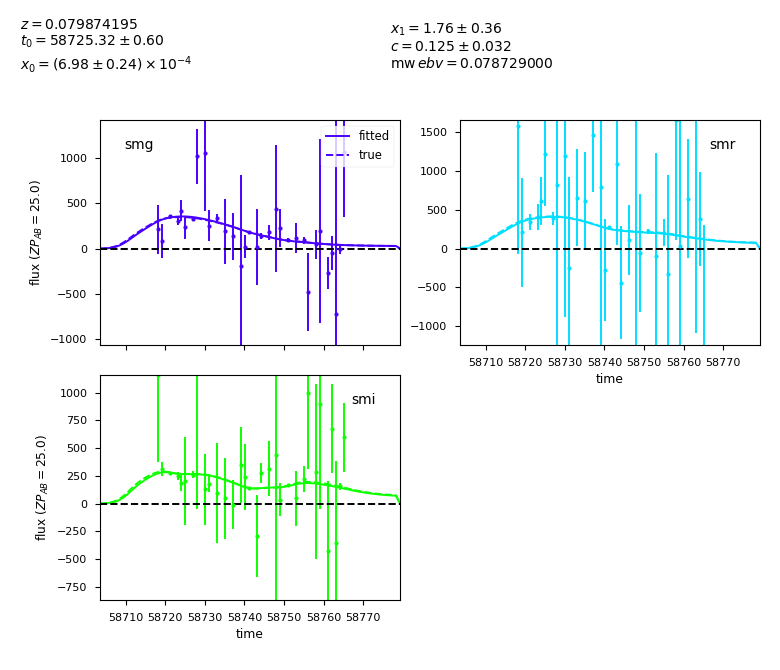 z = 0.079874195
t₀ = 58725.32 ± 0.60
x₀ = (6.98 ± 0.24) × 10⁻⁴
x₁ = 1.76 ± 0.36
c = 0.125 ± 0.032
mw ebv = 0.078729000
smg
fitted
true
1000
500
0
−500
−1000
flux (ZP_AB = 25.0)
smr
1500
1000
500
0
−500
−1000
58710 58720 58730 58740 58750 58760 58770
time
smi
1000
750
500
250
0
−250
−500
−750
flux (ZP_AB = 25.0)
58710 58720 58730 58740 58750 58760 58770
time